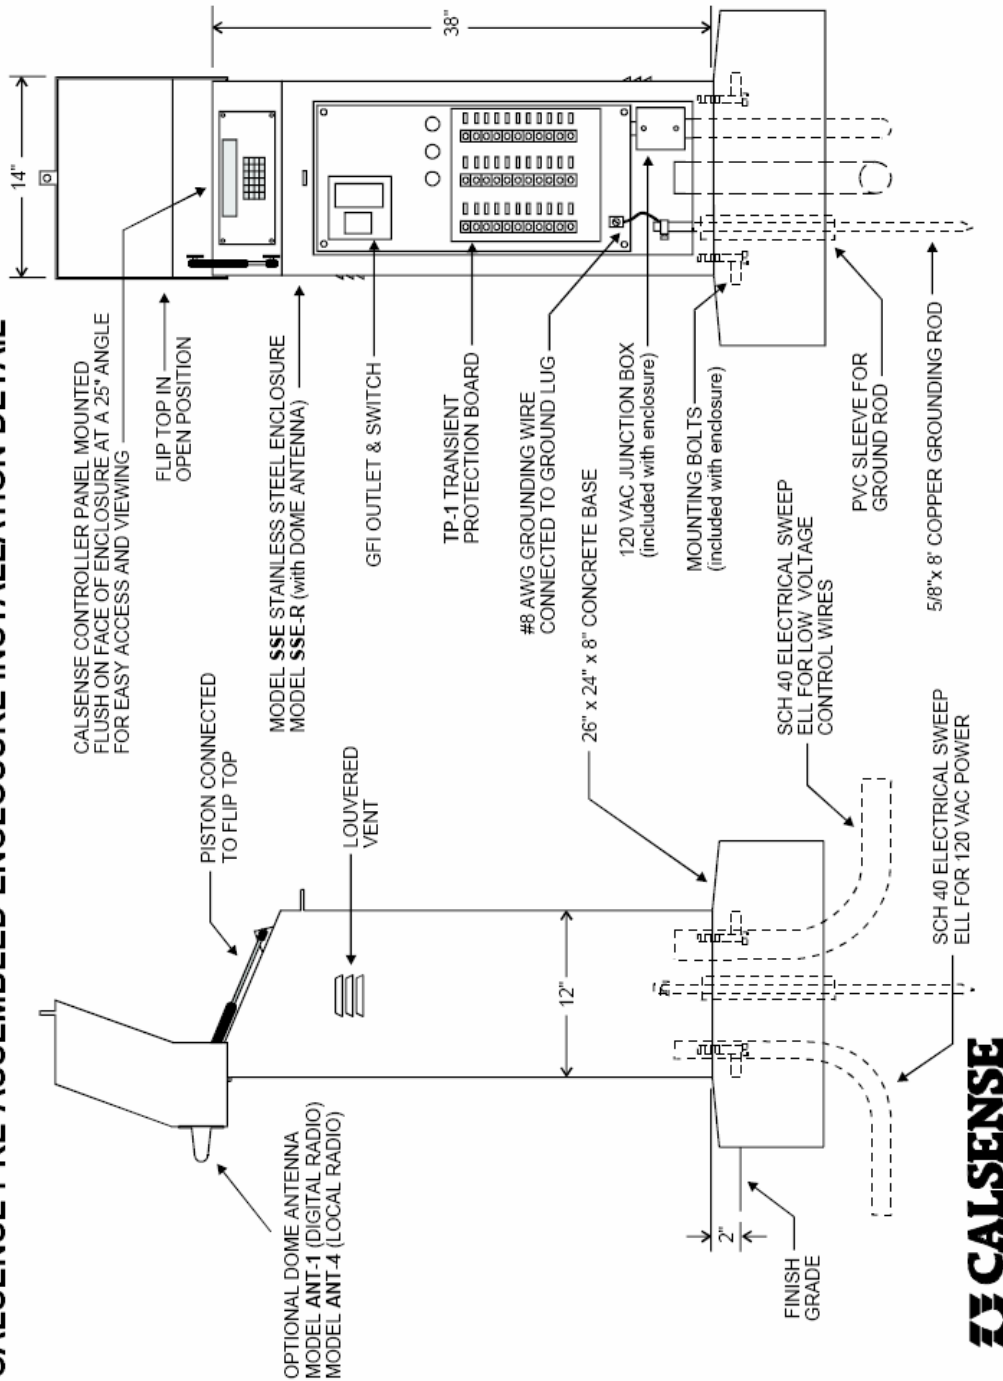 CALSENSE PRE-ASSEMBLED ENCLOSURE INSTALLATION DETAIL
14"
38"
CALSENSE CONTROLLER PANEL MOUNTED
FLUSH ON FACE OF ENCLOSURE AT A 25° ANGLE
FOR EASY ACCESS AND VIEWING
FLIP TOP IN
OPEN POSITION
PISTON CONNECTED
TO FLIP TOP
MODEL SSE STAINLESS STEEL ENCLOSURE
MODEL SSE-R (with DOME ANTENNA)
OPTIONAL DOME ANTENNA
MODEL ANT-1 (DIGITAL RADIO)
MODEL ANT-4 (LOCAL RADIO)
LOUVERED
VENT
GFI OUTLET & SWITCH
TP-1 TRANSIENT
PROTECTION BOARD
#8 AWG GROUNDING WIRE
CONNECTED TO GROUND LUG
12"
26" x 24" x 8" CONCRETE BASE
120 VAC JUNCTION BOX
(included with enclosure)
MOUNTING BOLTS
(included with enclosure)
2"
FINISH
GRADE
SCH 40 ELECTRICAL SWEEP
ELL FOR LOW VOLTAGE
CONTROL WIRES
PVC SLEEVE FOR
GROUND ROD
SCH 40 ELECTRICAL SWEEP
ELL FOR 120 VAC POWER
5/8"x 8' COPPER GROUNDING ROD
CALSENSE